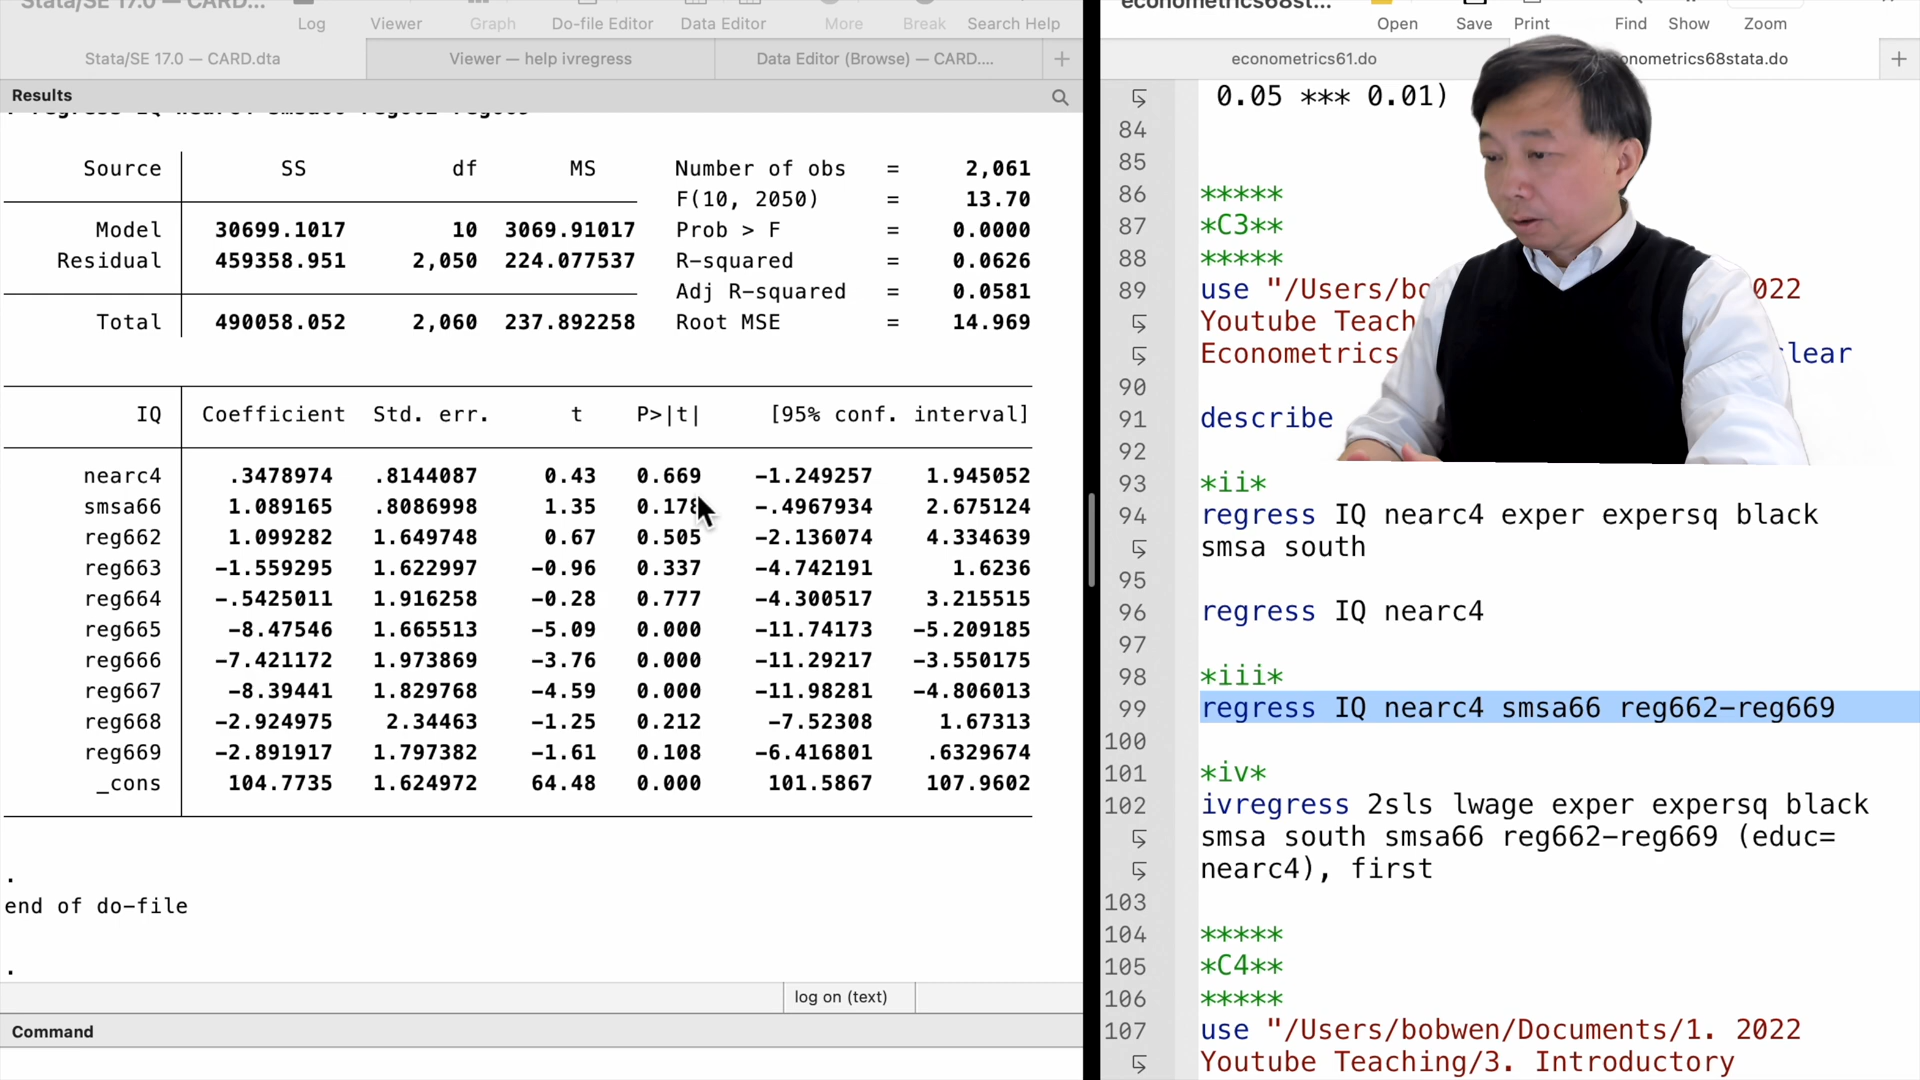 Stata/SE 17.0 — CARD.d...
Log Viewer Graph Do-file Editor Data Editor More Break Search Help
Stata/SE 17.0 — CARD.dta Viewer — help ivregress Data Editor (Browse) — CARD.... +
Results
. regress IQ nearc4 smsa66 reg662-reg669
Source SS df MS Number of obs = 2,061
F(10, 2050) = 13.70
Model 30699.1017 10 3069.91017 Prob > F = 0.0000
Residual 459358.951 2,050 224.077537 R-squared = 0.0626
Adj R-squared = 0.0581
Total 490058.052 2,060 237.892258 Root MSE = 14.969
IQ Coefficient Std. err. t P>|t| [95% conf. interval]
nearc4 .3478974 .8144087 0.43 0.669 -1.249257 1.945052
smsa66 1.089165 .8086998 1.35 0.178 -.4967934 2.675124
reg662 1.099282 1.649748 0.67 0.505 -2.136074 4.334639
reg663 -1.559295 1.622997 -0.96 0.337 -4.742191 1.6236
reg664 -.5425011 1.916258 -0.28 0.777 -4.300517 3.215515
reg665 -8.47546 1.665513 -5.09 0.000 -11.74173 -5.209185
reg666 -7.421172 1.973869 -3.76 0.000 -11.29217 -3.550175
reg667 -8.39441 1.829768 -4.59 0.000 -11.98281 -4.806013
reg668 -2.924975 2.34463 -1.25 0.212 -7.52308 1.67313
reg669 -2.891917 1.797382 -1.61 0.108 -6.416801 .6329674
_cons 104.7735 1.624972 64.48 0.000 101.5867 107.9602
.
end of do-file
.
log on (text)
Command
econometrics68st...
Open Save Print Find Show Zoom
econometrics61.do onometrics68stata.do +
0.05 *** 0.01)
84
85
86 *****
87 *C3**
88 *****
89 use "/Users/bo 022
Youtube Teach
Econometrics clear
90
91 describe
92
93 *ii*
94 regress IQ nearc4 exper expersq black
smsa south
95
96 regress IQ nearc4
97
98 *iii*
99 regress IQ nearc4 smsa66 reg662-reg669
100
101 *iv*
102 ivregress 2sls lwage exper expersq black
smsa south smsa66 reg662-reg669 (educ=
nearc4), first
103
104 *****
105 *C4**
106 *****
107 use "/Users/bobwen/Documents/1. 2022
Youtube Teaching/3. Introductory